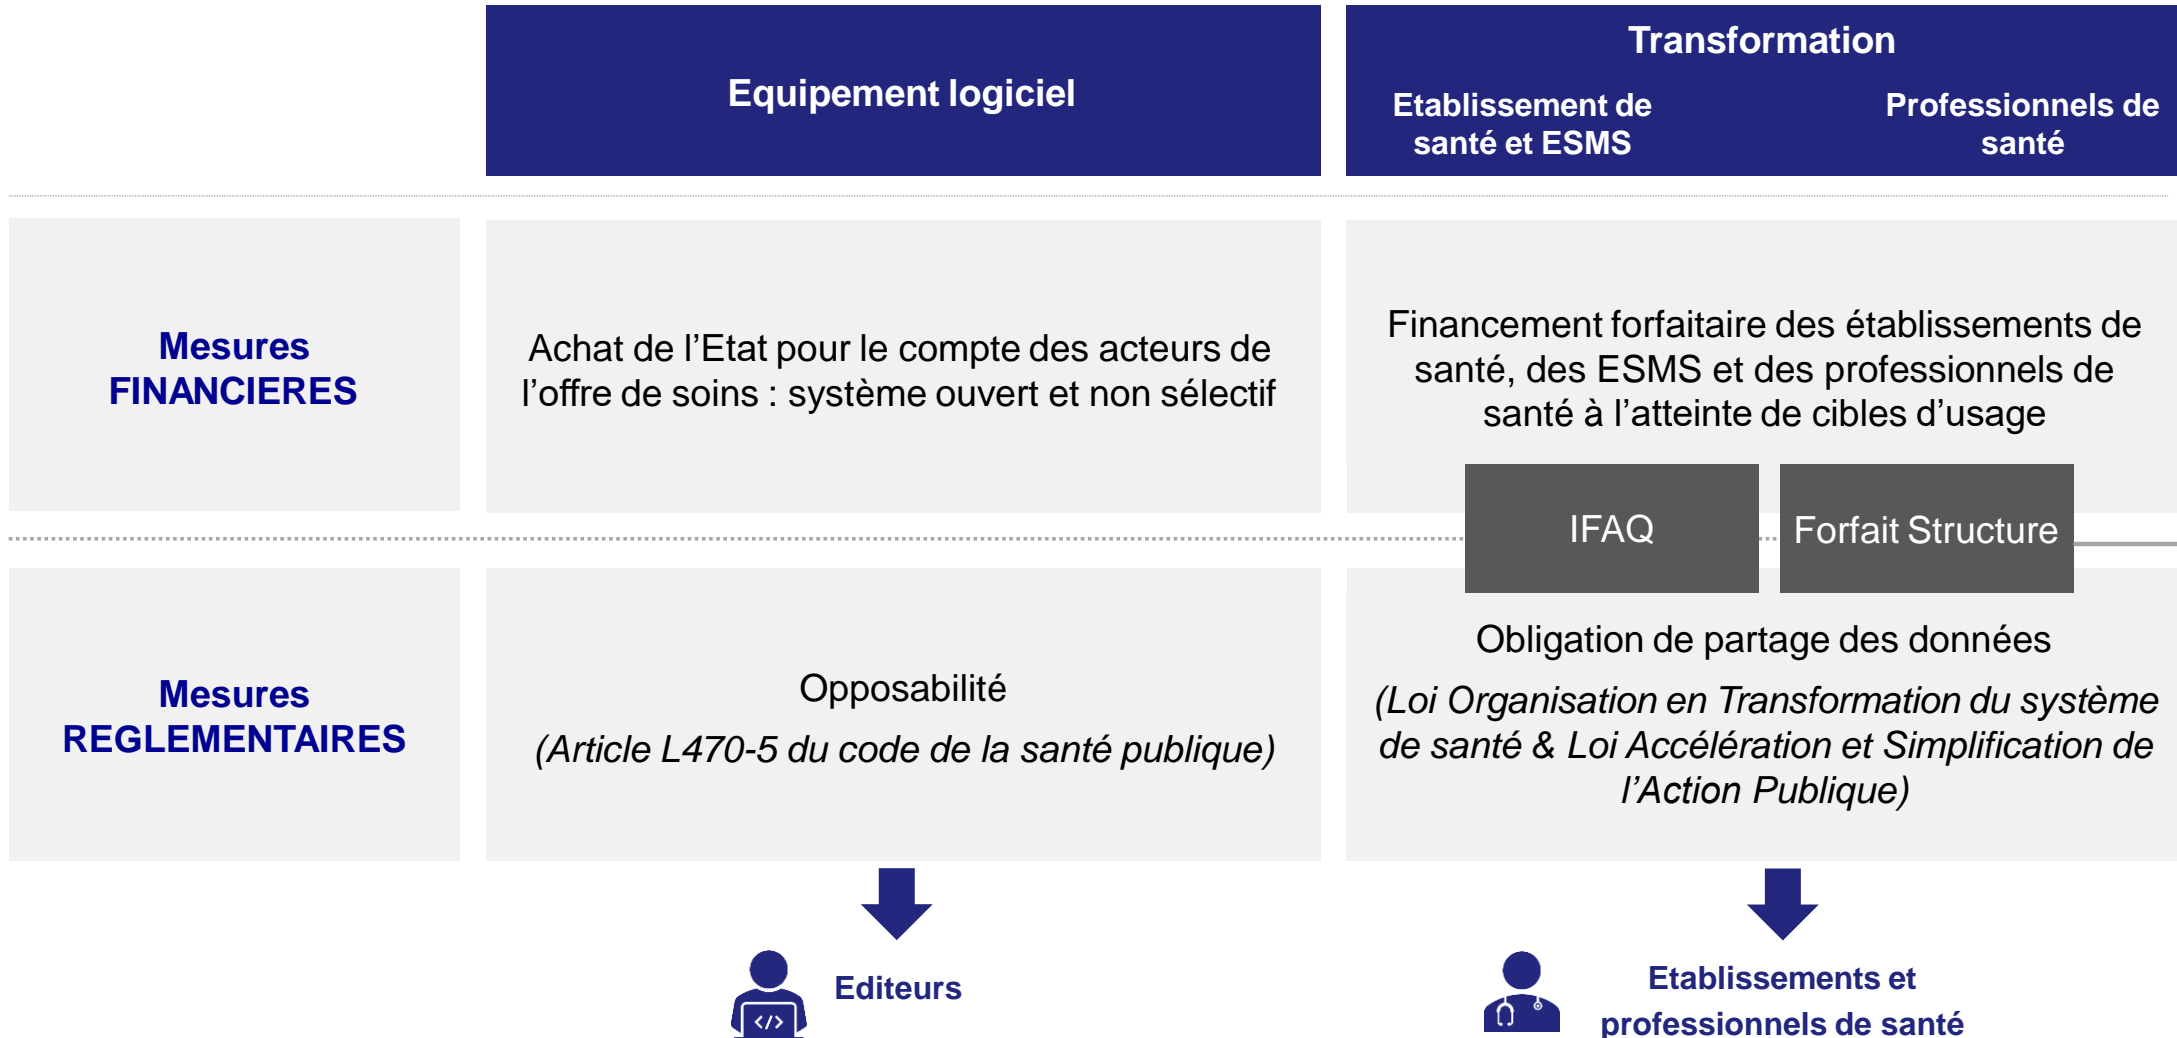 Equipement logiciel
Transformation
Etablissement de
santé et ESMS
Professionnels de
santé
Mesures
FINANCIERES
Achat de l’Etat pour le compte des acteurs de
l’offre de soins : système ouvert et non sélectif
Financement forfaitaire des établissements de
santé, des ESMS et des professionnels de
santé à l’atteinte de cibles d’usage
IFAQ
Forfait Structure
Mesures
REGLEMENTAIRES
Opposabilité
(Article L470-5 du code de la santé publique)
Obligation de partage des données
(Loi Organisation en Transformation du système
de santé & Loi Accélération et Simplification de
l’Action Publique)
</>
Editeurs
Etablissements et
professionnels de santé